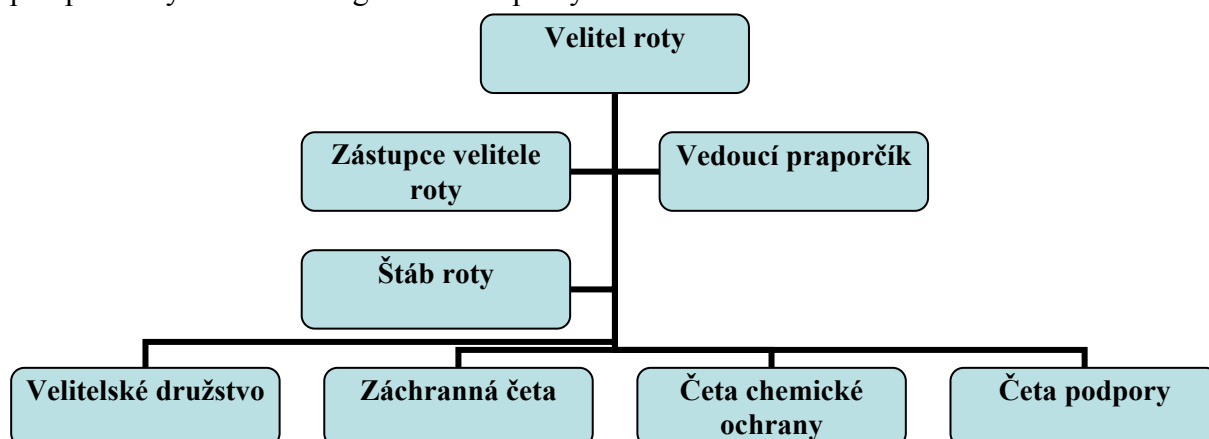 Velitel roty
Zástupce velitele
roty
Vedoucí praporčík
Štáb roty
Velitelské družstvo
Záchranná četa
Četa chemické
ochrany
Četa podpory